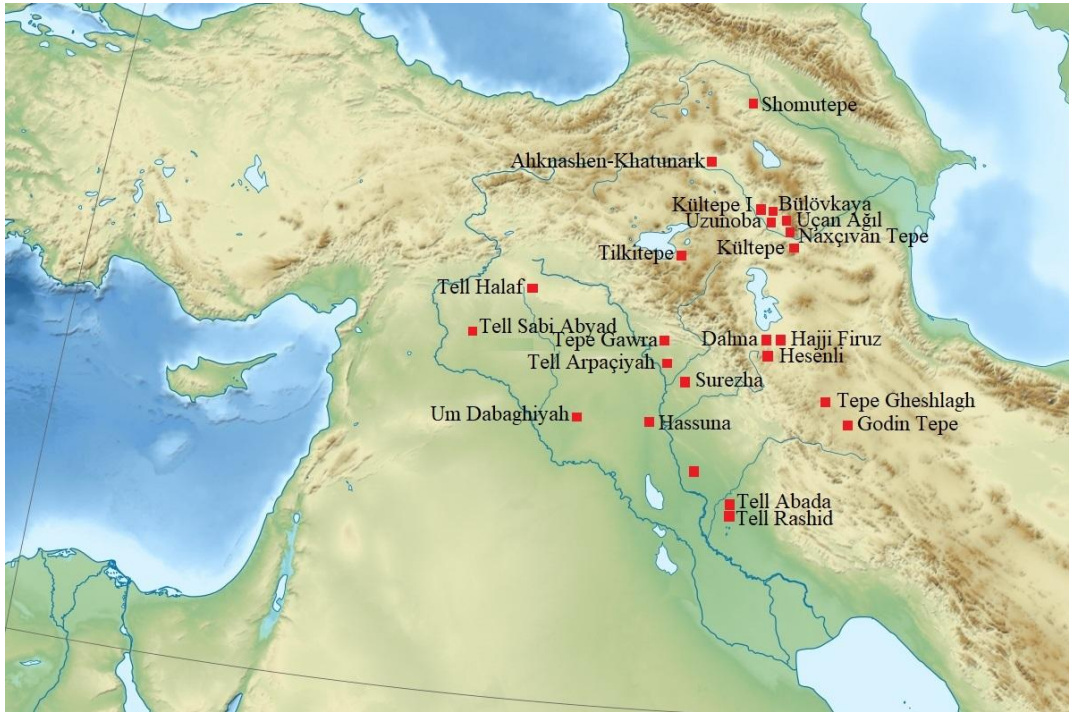 Shomutepe
Ahknashen-Khatunark
Kültepe I
Bülövkaya
Uzunoba
Uçan Ağıl
Naxçıvan Tepe
Kültepe
Tilkitepe
Tell Halaf
Tell Sabi Abyad
Tepe Gawra
Dalma
Hajji Firuz
Hesenli
Tell Arpaçiyah
Surezha
Tepe Gheshlagh
Um Dabaghiyah
Hassuna
Godin Tepe
Tell Abada
Tell Rashid